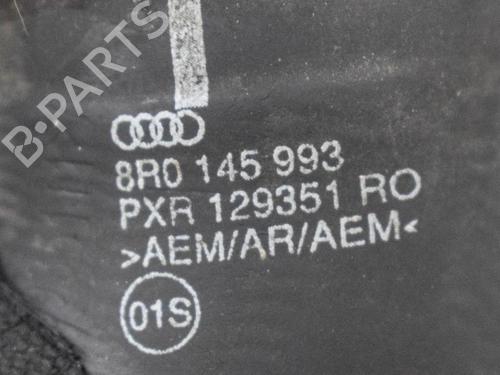 B-PARTS
8R0 145 993
PXR 129351 RO
>AEM/AR/AEM<
01S